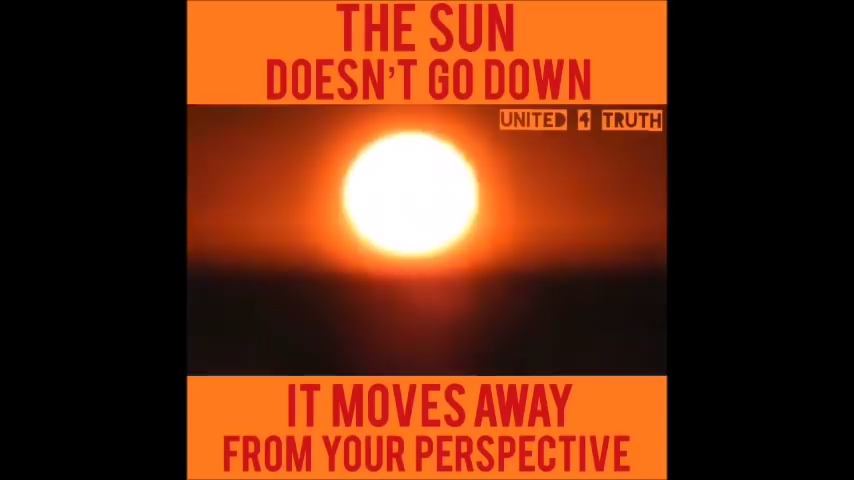 THE SUN
DOESN'T GO DOWN
UNITED 4 TRUTH
IT MOVES AWAY
FROM YOUR PERSPECTIVE